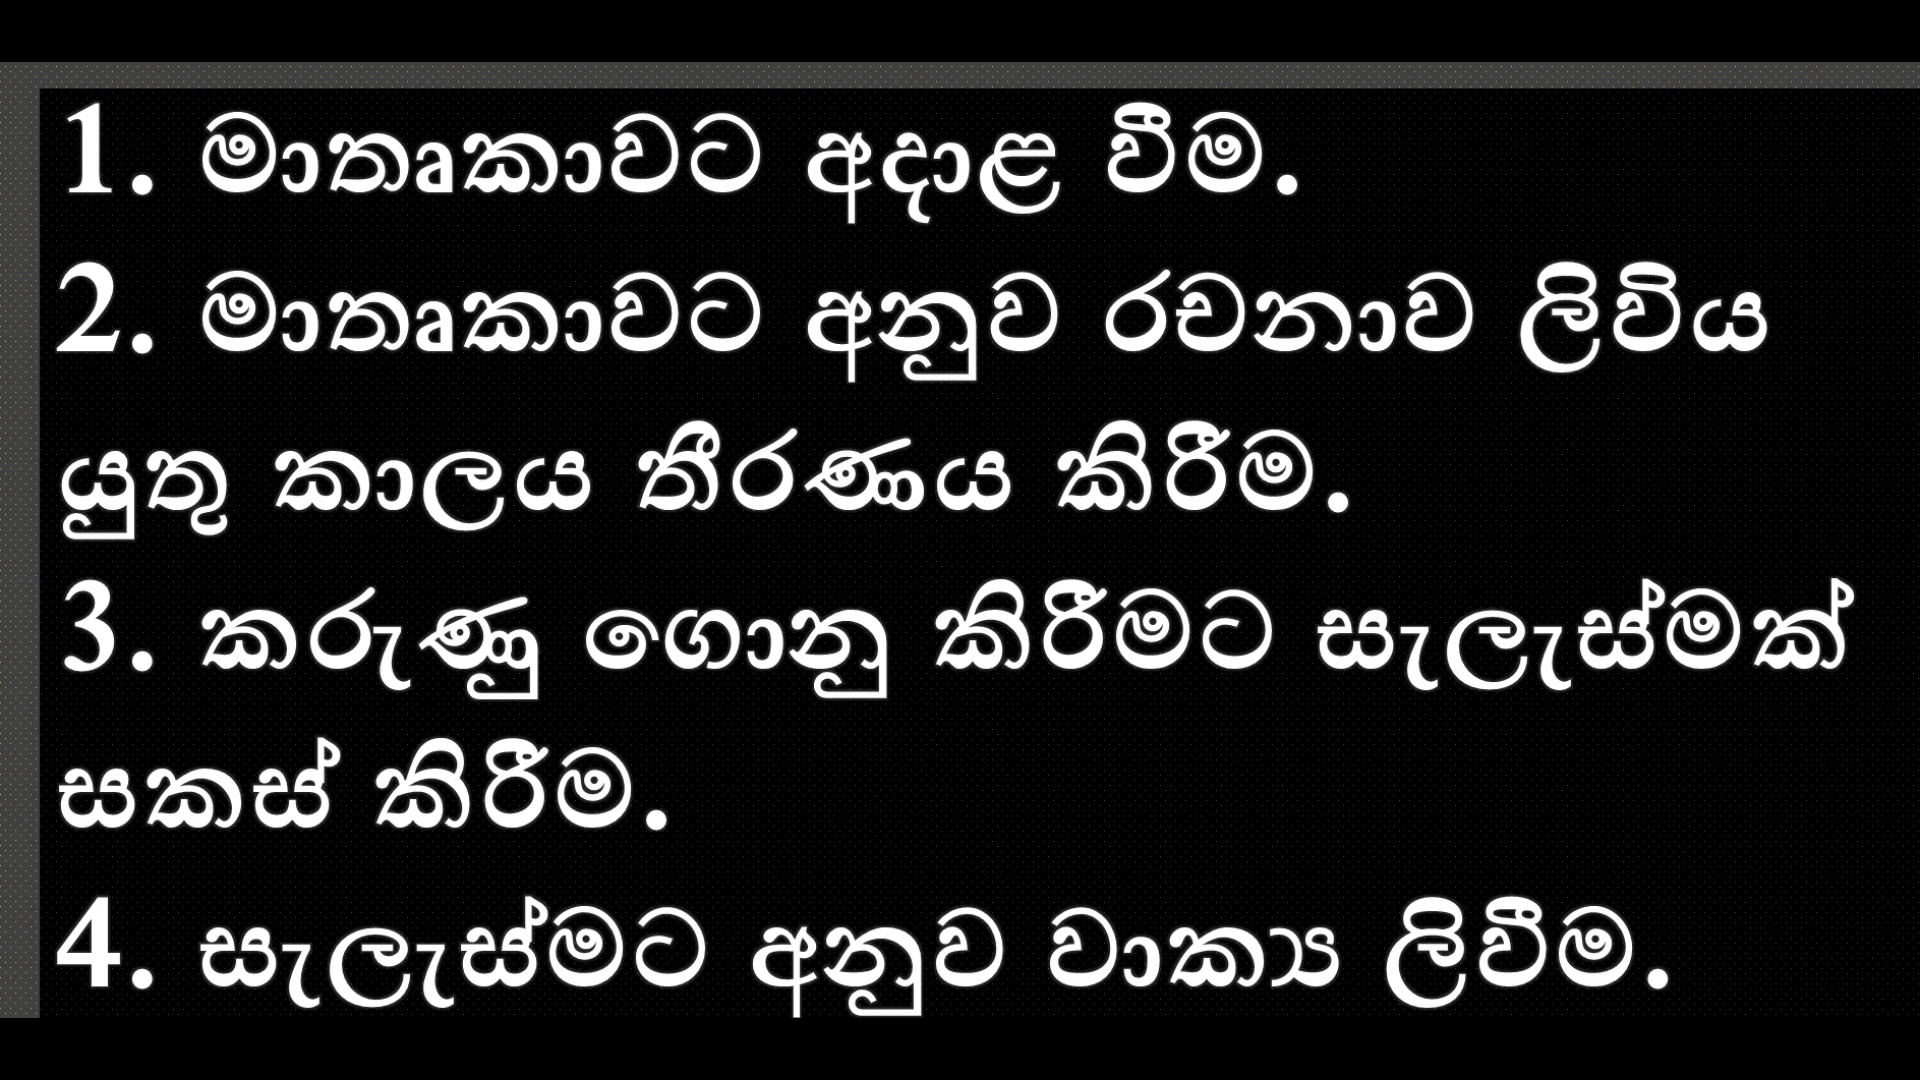 1. මාතෘකාවට අදාළ වීම.
2. මාතෘකාවට අනුව රචනාව ලිවිය
යුතු කාලය තීරණය කිරීම.
3. කරුණු ගොනු කිරීමට සැලැස්මක්
සකස් කිරීම.
4. සැලැස්මට අනුව වාක්‍ය ලිවීම.